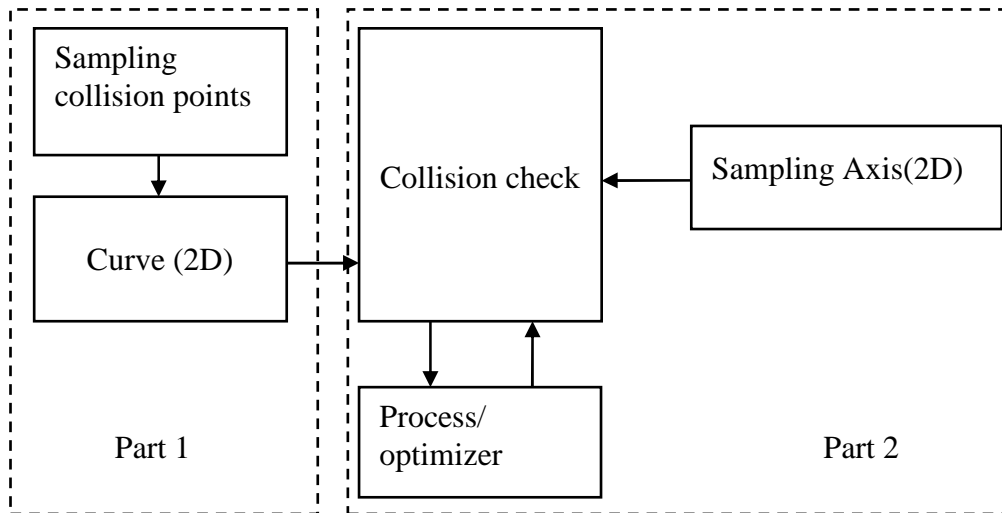 Sampling
collision points
Curve (2D)
Part 1
Collision check
Sampling Axis(2D)
Process/
optimizer
Part 2